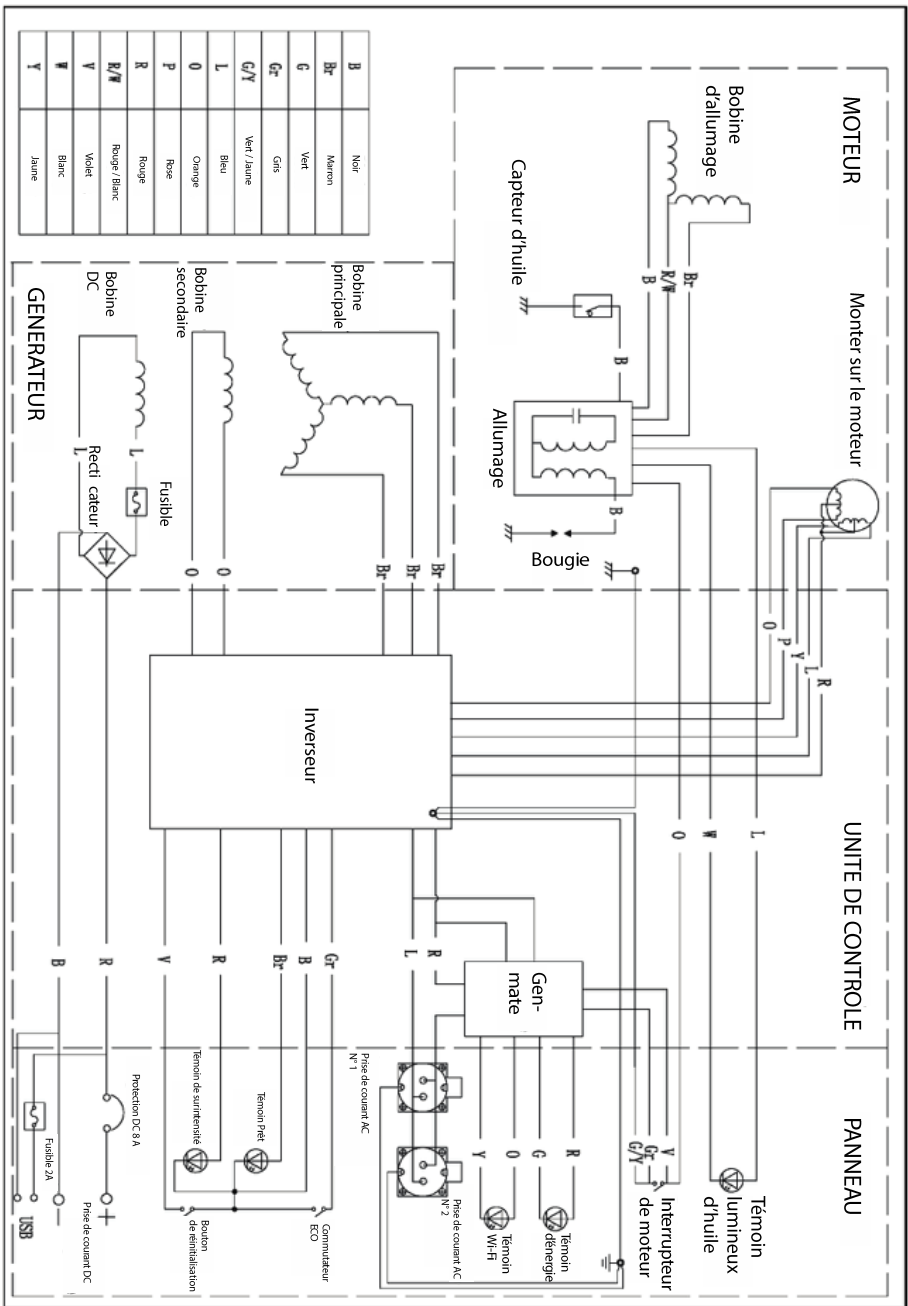 MOTEUR
Bobine
d'allumage
Monter sur le moteur
Capteur d'huile
Allumage
Bougie
B
R/W
Br
B
B
O
P
Y
L
R
UNITE DE CONTROLE
L
W
O
PANNEAU
Témoin
lumineux
d'huile
Interrupteur
de moteur
V
Gr
G/Y
Gen-
mate
R
G
O
Y
Témoin
d'énergie
Témoin
Wi-Fi
Prise de courant AC
N° 1
Prise de courant AC
N° 2
GENERATEUR
Bobine
principale
Bobine
secondaire
Bobine
DC
Fusible
Recti cateur
L
L
Br
Br
Br
O
O
Inverseur
R
L
Gr
B
Br
R
V
R
B
Commutateur
ECO
Témoin Prêt
Témoin de surintensité
Bouton
de réinitialisation
Protection DC 8 A
Prise de courant DC
+
−
Fusible 2A
USB
B Noir
Br Marron
G Vert
Gr Gris
G/Y Vert / Jaune
L Bleu
O Orange
P Rose
R Rouge
R/W Rouge / Blanc
V Violet
W Blanc
Y Jaune